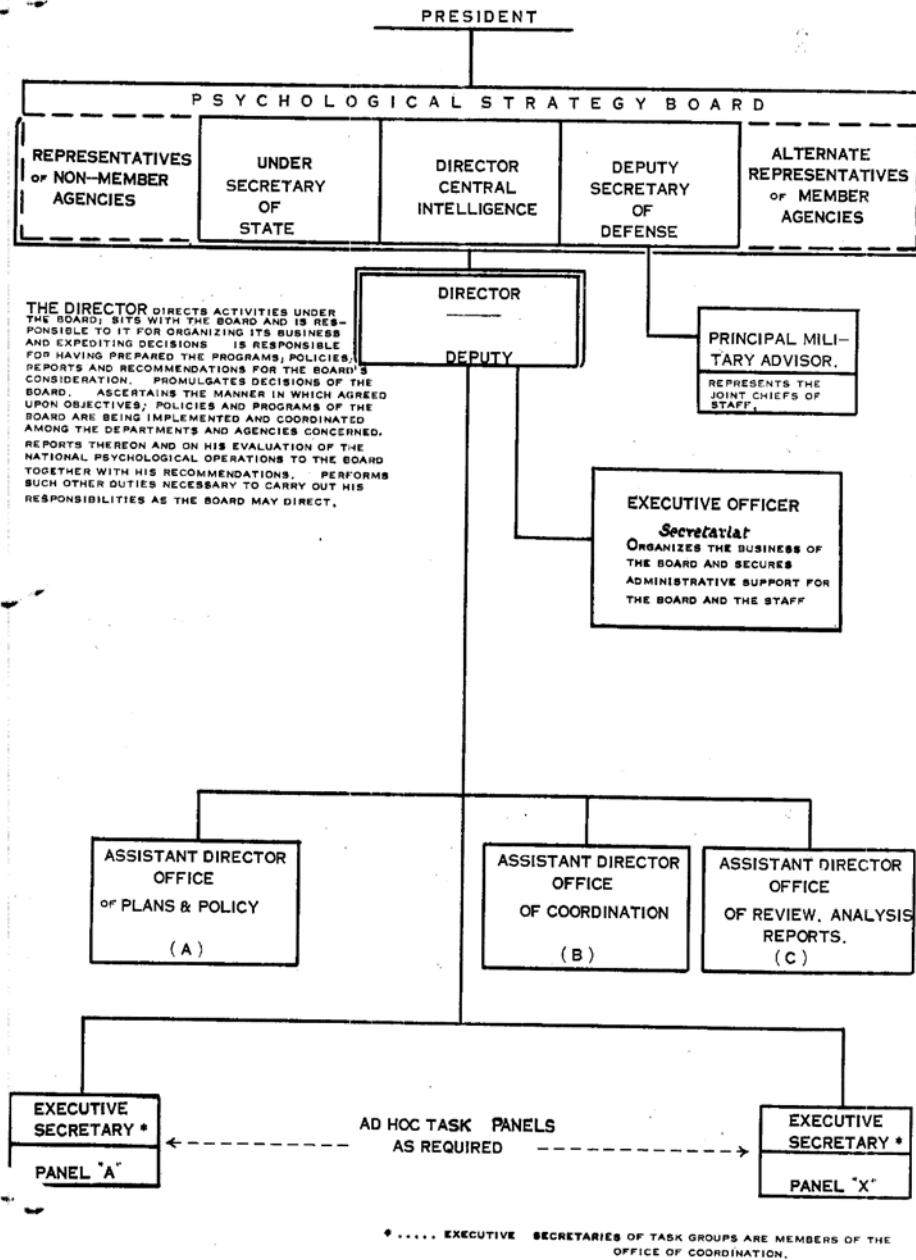 PRESIDENT
PSYCHOLOGICAL STRATEGY BOARD
REPRESENTATIVES
OF NON—MEMBER
AGENCIES
UNDER
SECRETARY
OF
STATE
DIRECTOR
CENTRAL
INTELLIGENCE
DEPUTY
SECRETARY
OF
DEFENSE
ALTERNATE
REPRESENTATIVES
OF MEMBER
AGENCIES
DIRECTOR
DEPUTY
THE DIRECTOR DIRECTS ACTIVITIES UNDER
THE BOARD; SITS WITH THE BOARD AND IS RES-
PONSIBLE TO IT FOR ORGANIZING ITS BUSINESS
AND EXPEDITING DECISIONS IS RESPONSIBLE
FOR HAVING PREPARED THE PROGRAMS, POLICIES,
REPORTS AND RECOMMENDATIONS FOR THE BOARD'S
CONSIDERATION. PROMULGATES DECISIONS OF THE
BOARD. ASCERTAINS THE MANNER IN WHICH AGREED
UPON OBJECTIVES, POLICIES AND PROGRAMS OF THE
BOARD ARE BEING IMPLEMENTED AND COORDINATED
AMONG THE DEPARTMENTS AND AGENCIES CONCERNED.
REPORTS THEREON AND ON HIS EVALUATION OF THE
NATIONAL PSYCHOLOGICAL OPERATIONS TO THE BOARD
TOGETHER WITH HIS RECOMMENDATIONS. PERFORMS
SUCH OTHER DUTIES NECESSARY TO CARRY OUT HIS
RESPONSIBILITIES AS THE BOARD MAY DIRECT.
PRINCIPAL MILI-
TARY ADVISOR.
REPRESENTS THE
JOINT CHIEFS OF
STAFF.
EXECUTIVE OFFICER
Secretariat
ORGANIZES THE BUSINESS OF
THE BOARD AND SECURES
ADMINISTRATIVE SUPPORT FOR
THE BOARD AND THE STAFF
ASSISTANT DIRECTOR
OFFICE
OF PLANS & POLICY
(A)
ASSISTANT DIRECTOR
OFFICE
OF COORDINATION
(B)
ASSISTANT DIRECTOR
OFFICE
OF REVIEW. ANALYSIS
REPORTS.
(C)
EXECUTIVE
SECRETARY *
PANEL "A"
AD HOC TASK PANELS
AS REQUIRED
EXECUTIVE
SECRETARY *
PANEL "X"
* ..... EXECUTIVE SECRETARIES OF TASK GROUPS ARE MEMBERS OF THE
OFFICE OF COORDINATION.